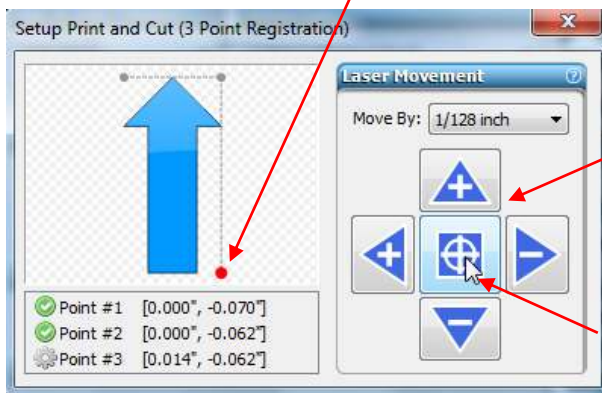 Setup Print and Cut (3 Point Registration)
Laser Movement
Move By: 1/128 inch
Point #1 [0.000", -0.070"]
Point #2 [0.000", -0.062"]
Point #3 [0.014", -0.062"]